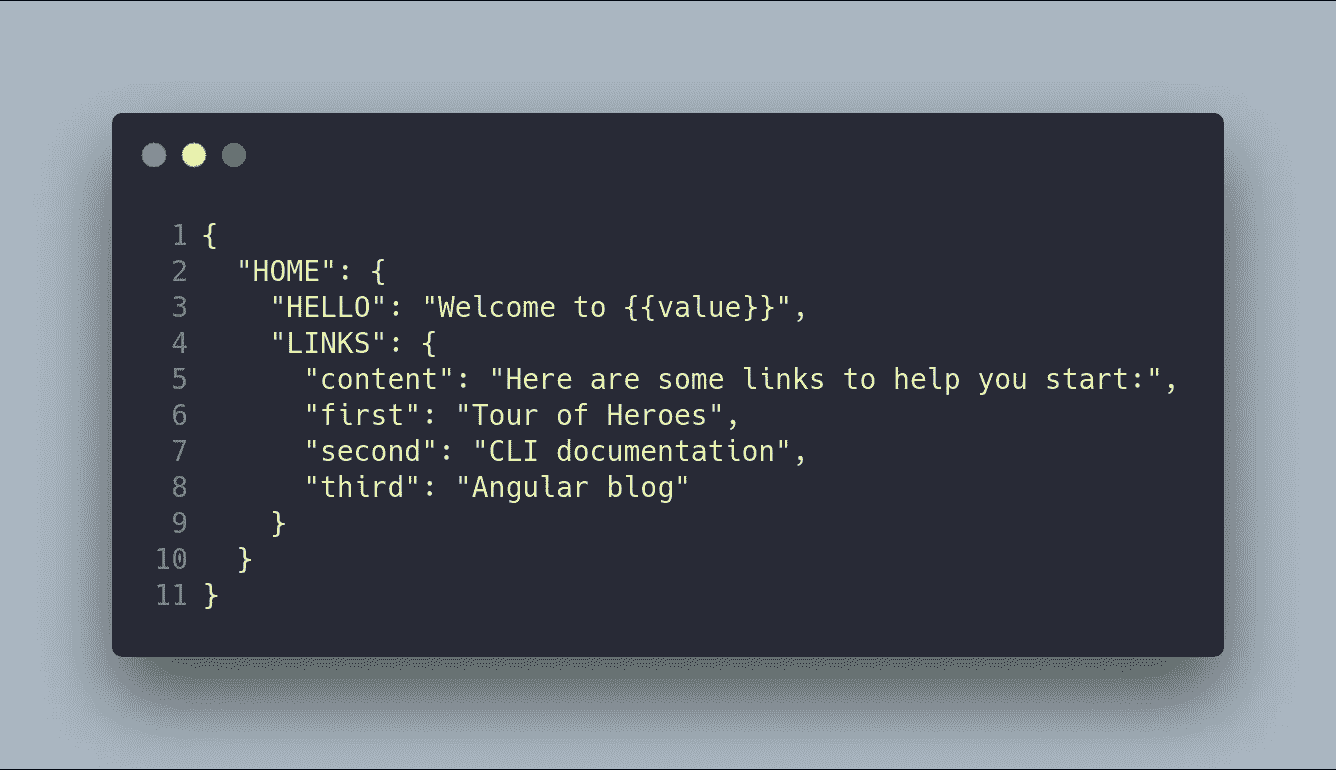 1 {
2   "HOME": {
3     "HELLO": "Welcome to {{value}}",
4     "LINKS": {
5       "content": "Here are some links to help you start:",
6       "first": "Tour of Heroes",
7       "second": "CLI documentation",
8       "third": "Angular blog"
9     }
10   }
11 }